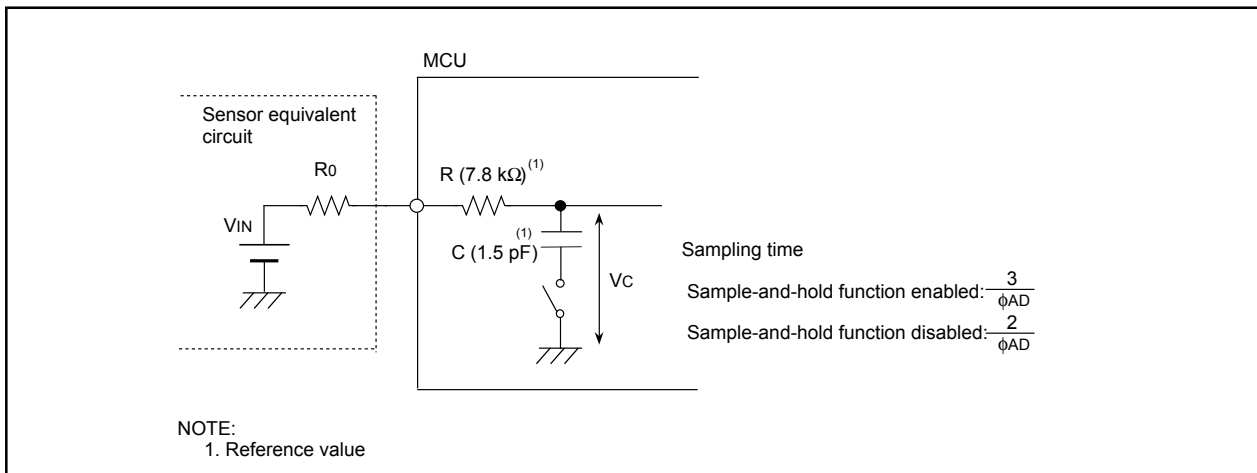 MCU
Sensor equivalent
circuit
R0
R (7.8 kΩ)(1)
VIN
(1)
C (1.5 pF)
VC
Sampling time
Sample-and-hold function enabled: 3
ϕAD
Sample-and-hold function disabled: 2
ϕAD
NOTE:
1. Reference value